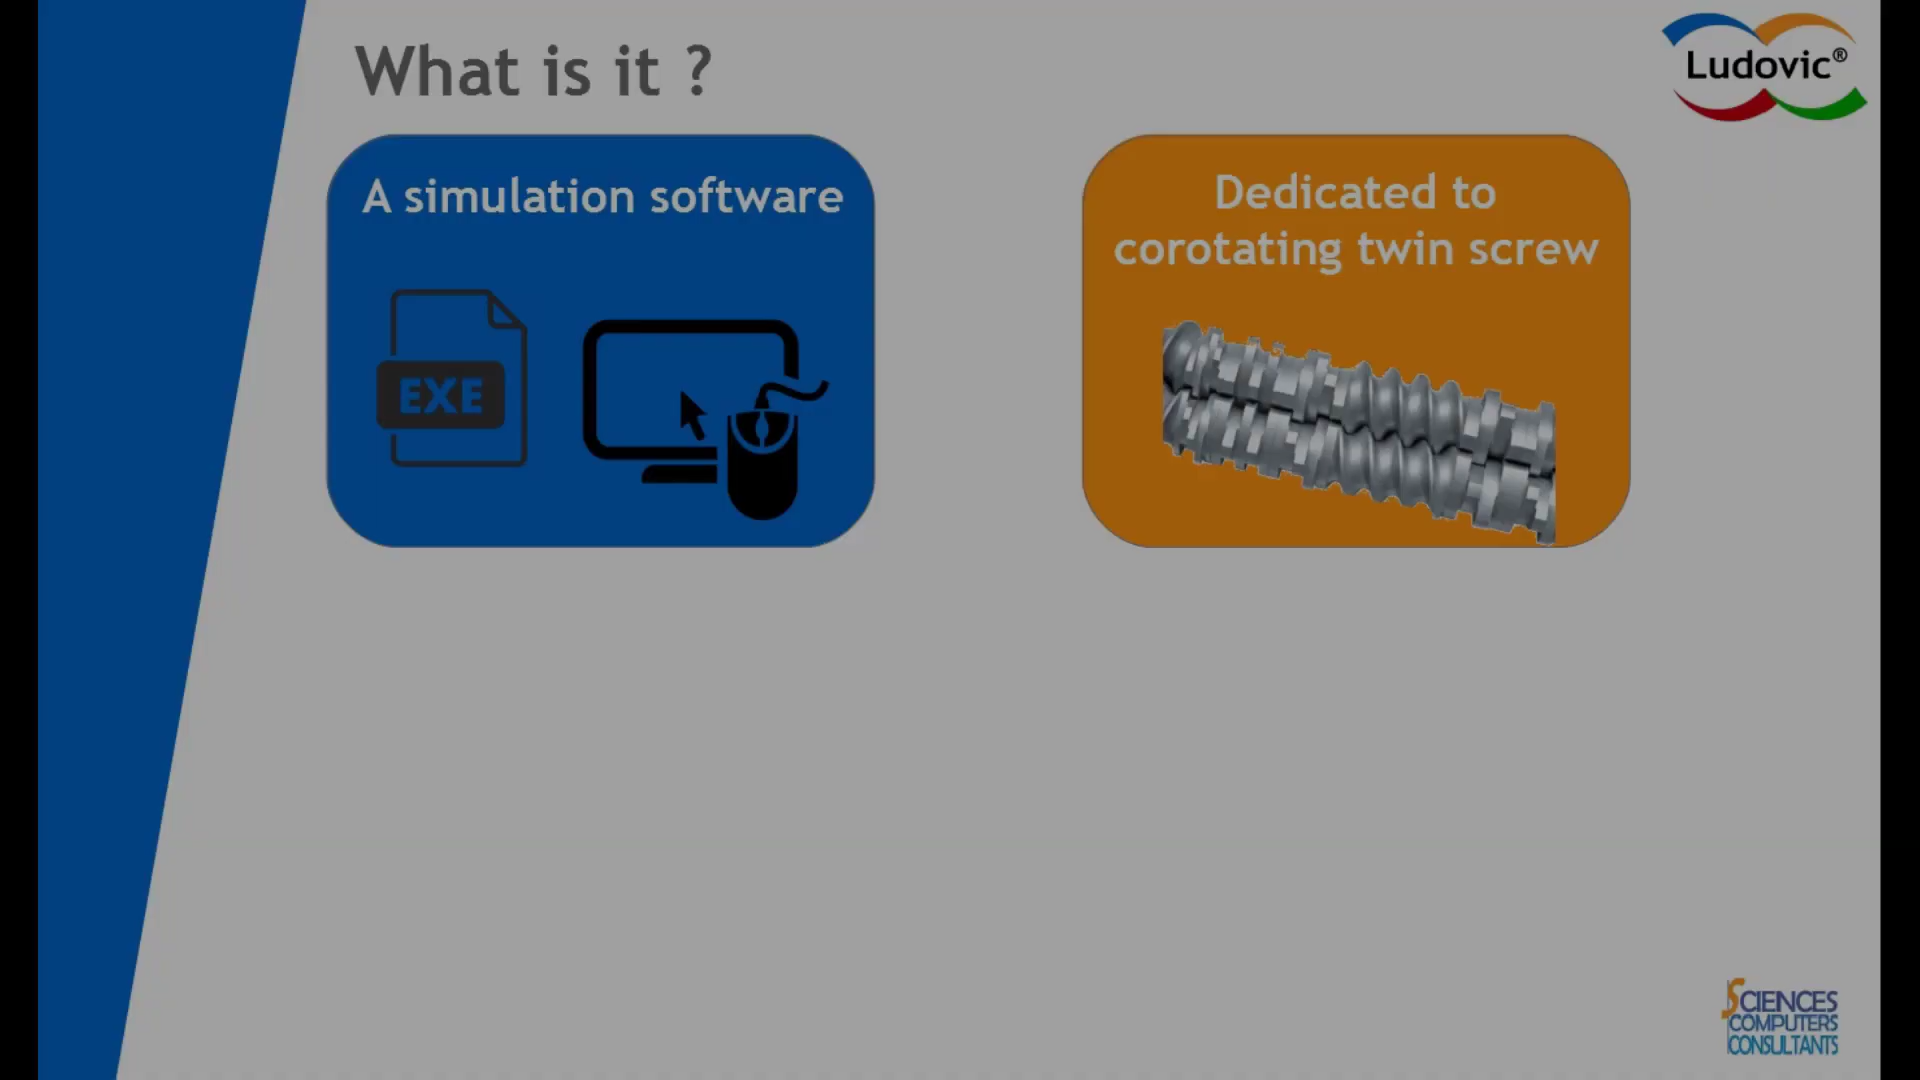 What is it ?
Ludovic®
A simulation software
EXE
Dedicated to
corotating twin screw
SCIENCES
COMPUTERS
CONSULTANTS